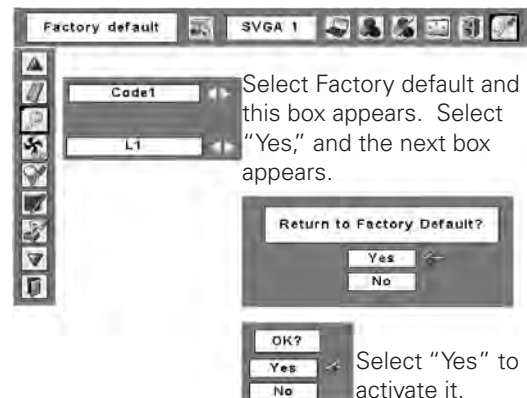 Factory default
SVGA 1
Code1
L1
Select Factory default and
this box appears. Select
“Yes,” and the next box
appears.
Return to Factory Default?
Yes
No
OK?
Yes
No
Select “Yes” to
activate it.